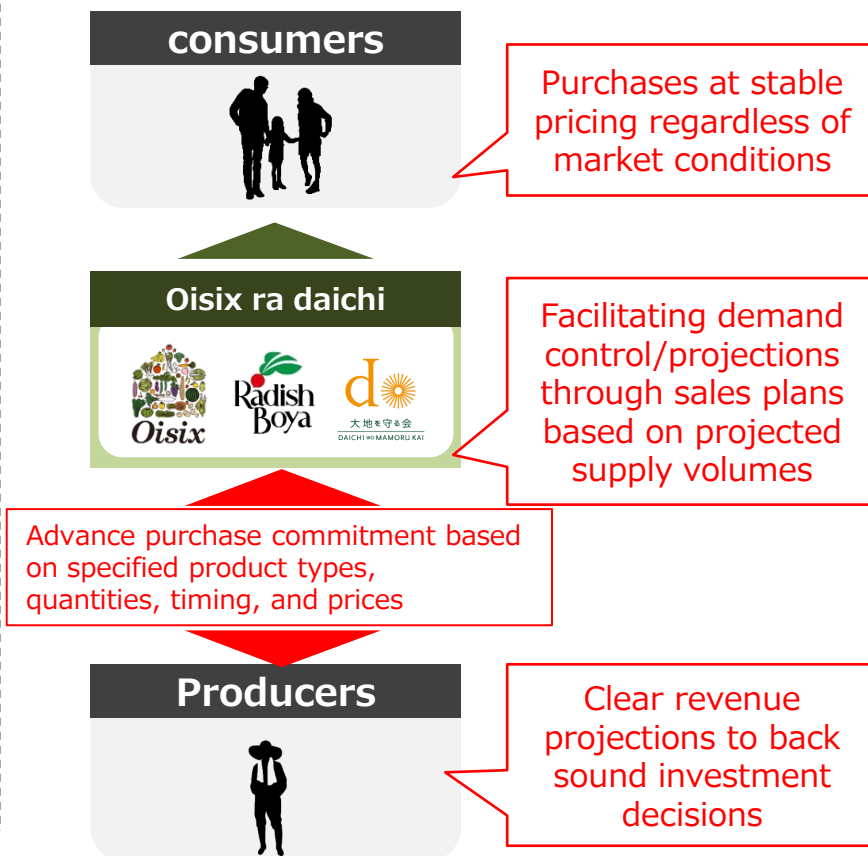 consumers
Purchases at stable
pricing regardless of
market conditions
Oisix ra daichi
Oisix
Radish
Boya
do
大地を守る会
DAICHI WO MAMORU KAI
Facilitating demand
control/projections
through sales plans
based on projected
supply volumes
Advance purchase commitment based
on specified product types,
quantities, timing, and prices
Producers
Clear revenue
projections to back
sound investment
decisions